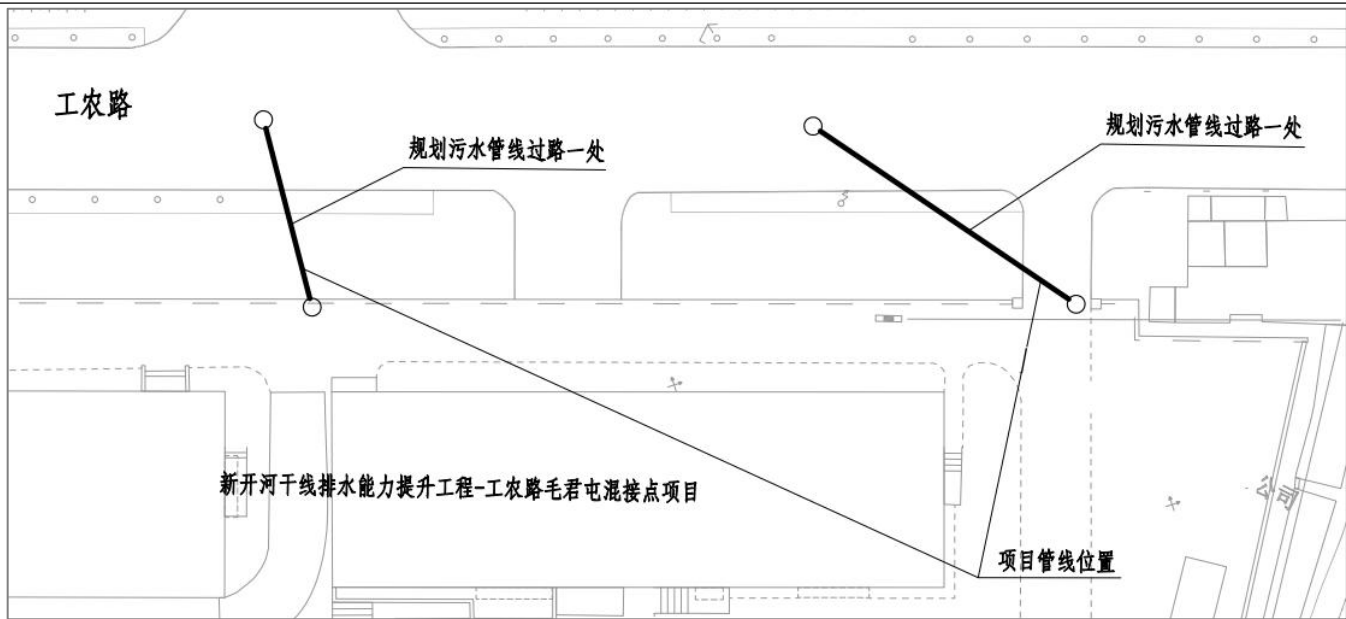 工农路
规划污水管线过路一处
规划污水管线过路一处
新开河干线排水能力提升工程-工农路毛君屯混接点项目
公司
项目管线位置